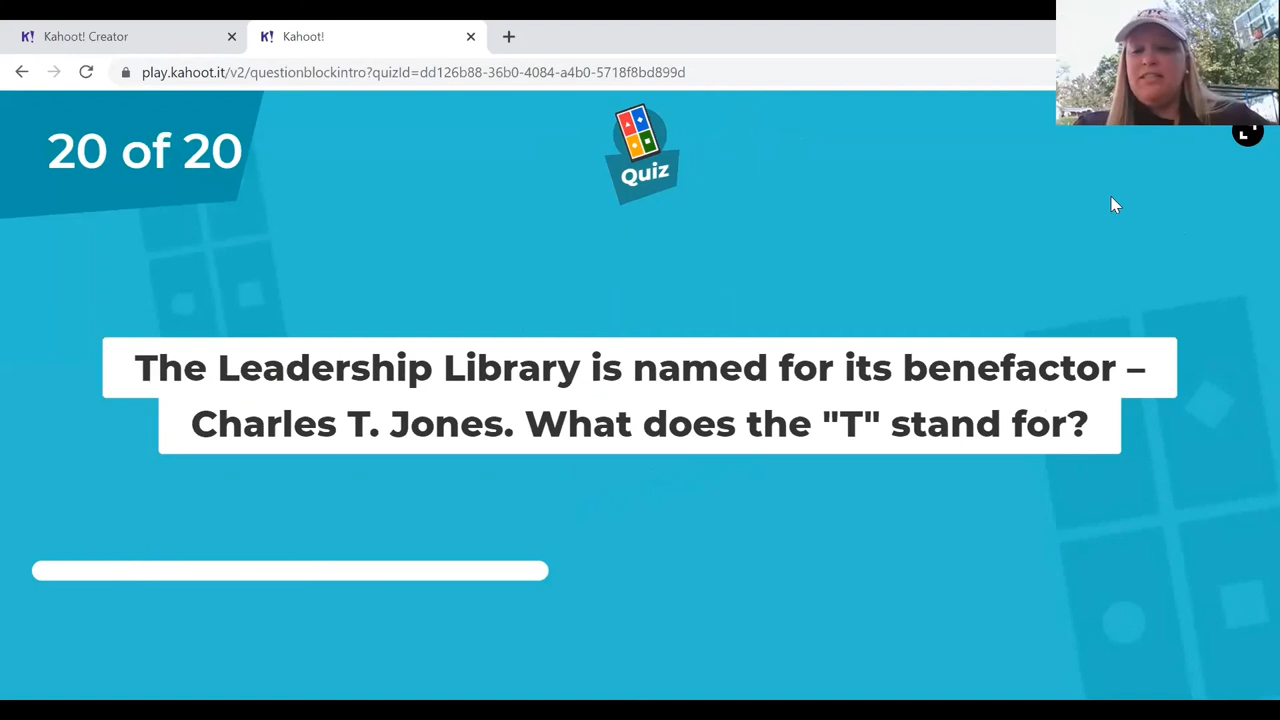 Kahoot! Creator
Kahoot!
play.kahoot.it/v2/questionblockintro?quizId=dd126b88-36b0-4084-a4b0-5718f8bd899d
20 of 20
Quiz
The Leadership Library is named for its benefactor –
Charles T. Jones. What does the "T" stand for?